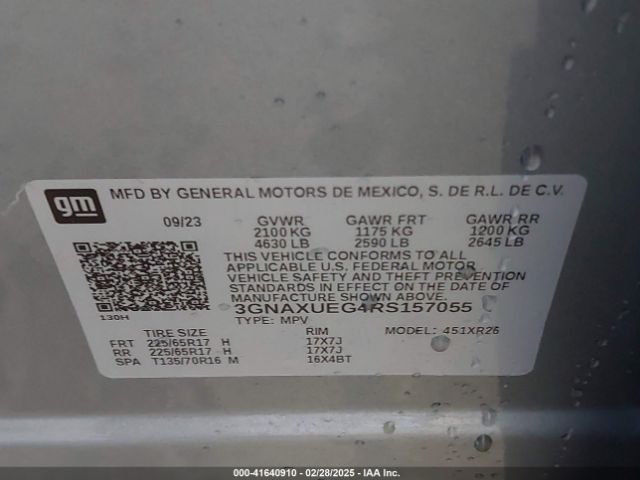 gm
MFD BY GENERAL MOTORS DE MEXICO, S. DE R.L. DE C.V.
09/23 GVWR GAWR FRT GAWR RR
2100 KG 1175 KG 1200 KG
4630 LB 2590 LB 2645 LB
THIS VEHICLE CONFORMS TO ALL
APPLICABLE U.S. FEDERAL MOTOR
VEHICLE SAFETY AND THEFT PREVENTION
STANDARDS IN EFFECT ON THE DATE OF
MANUFACTURE SHOWN ABOVE.
3GNAXUEG4RS157055
130H
TYPE: MPV MODEL: 451XR26
TIRE SIZE RIM
FRT 225/65R17 H 17X7J
RR 225/65R17 H 17X7J
SPA T135/70R16 M 16X4BT
000-41640910 - 02/28/2025 - IAA Inc.